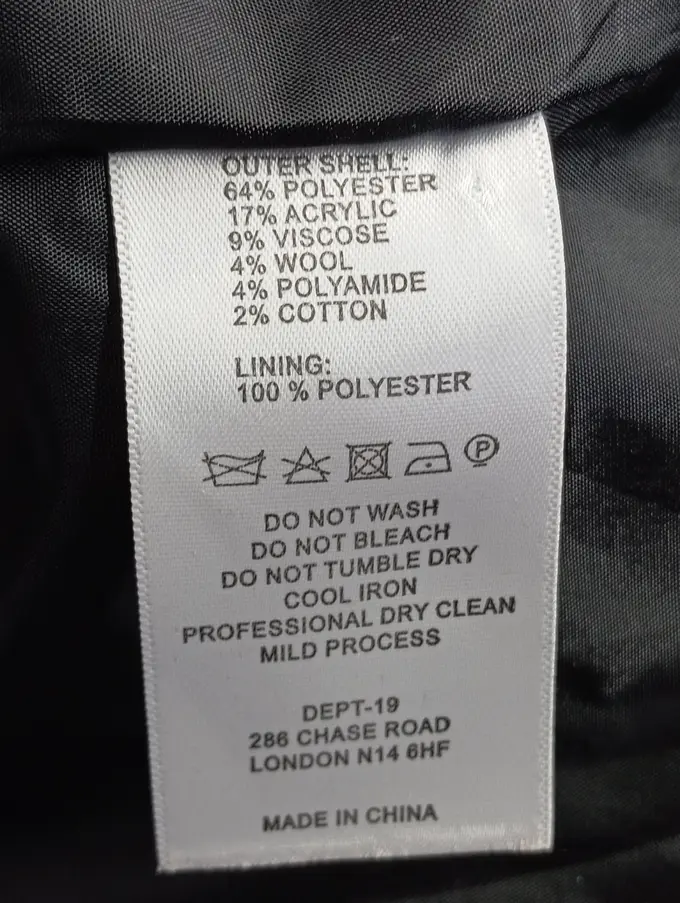 OUTER SHELL:
64% POLYESTER
17% ACRYLIC
9% VISCOSE
4% WOOL
4% POLYAMIDE
2% COTTON
LINING:
100 % POLYESTER
P
DO NOT WASH
DO NOT BLEACH
DO NOT TUMBLE DRY
COOL IRON
PROFESSIONAL DRY CLEAN
MILD PROCESS
DEPT-19
286 CHASE ROAD
LONDON N14 6HF
MADE IN CHINA